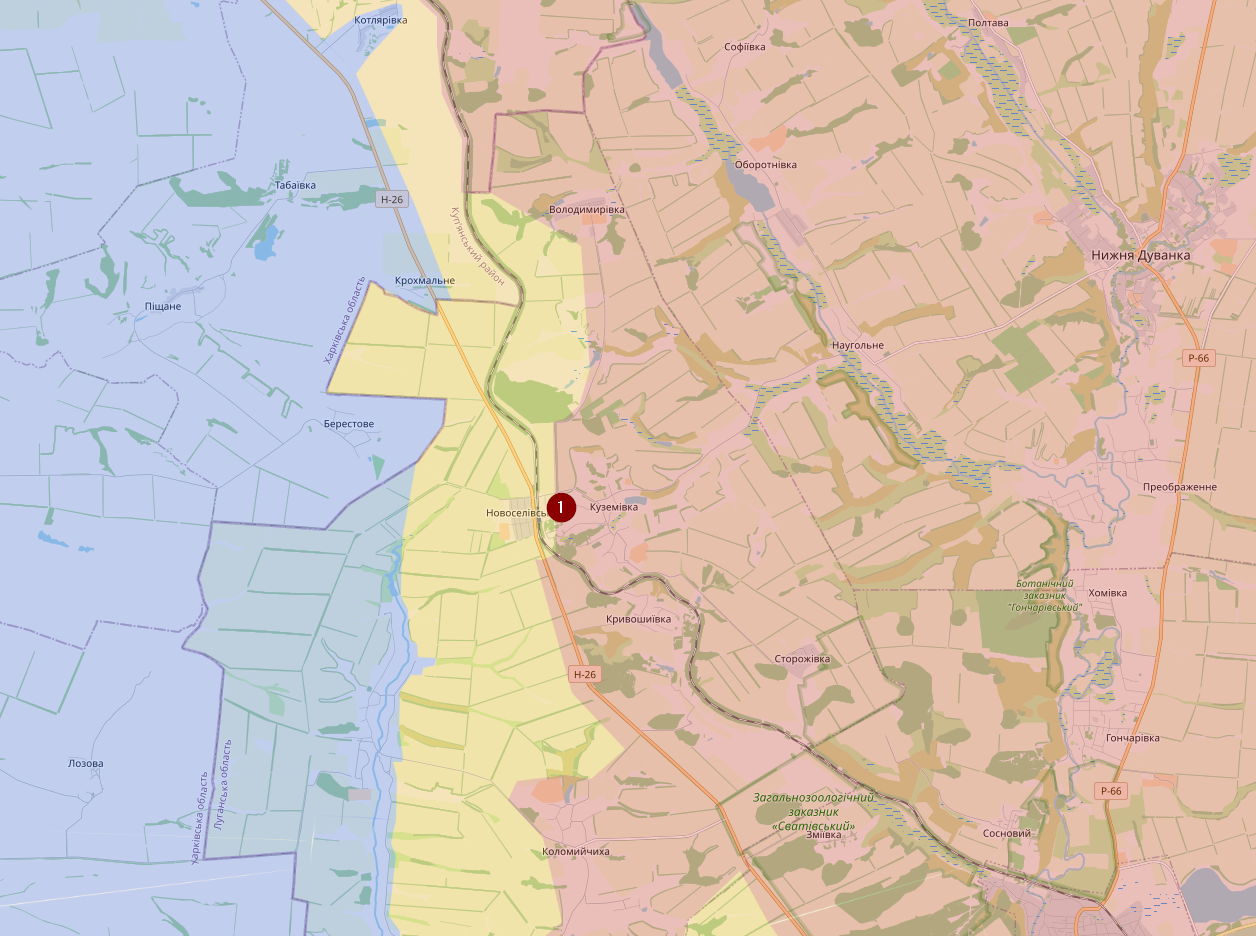 Котлярівка
Полтава
Софіївка
Оборотнівка
Табаївка
Н-26
Володимирівка
Куп'янський район
Нижня Дуванка
Крохмальне
Піщане
Харківська область
Наугольне
Р-66
Берестове
Преображенне
Новоселівсь
1
Куземівка
Ботанічний
заказник
"Гончарівський"
Хомівка
Кривошиївка
Сторожівка
Н-26
Гончарівка
Лозова
Харківська область
Луганська область
Р-66
Загальнозоологічний
заказник
«Сватівський»
Зміївка
Сосновий
Коломийчиха